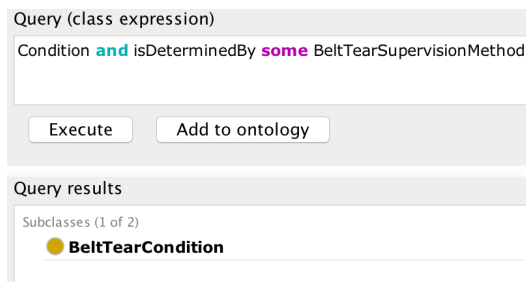 Query (class expression)
Condition and isDeterminedBy some BeltTearSupervisionMethod
Execute
Add to ontology
Query results
Subclasses (1 of 2)
BeltTearCondition